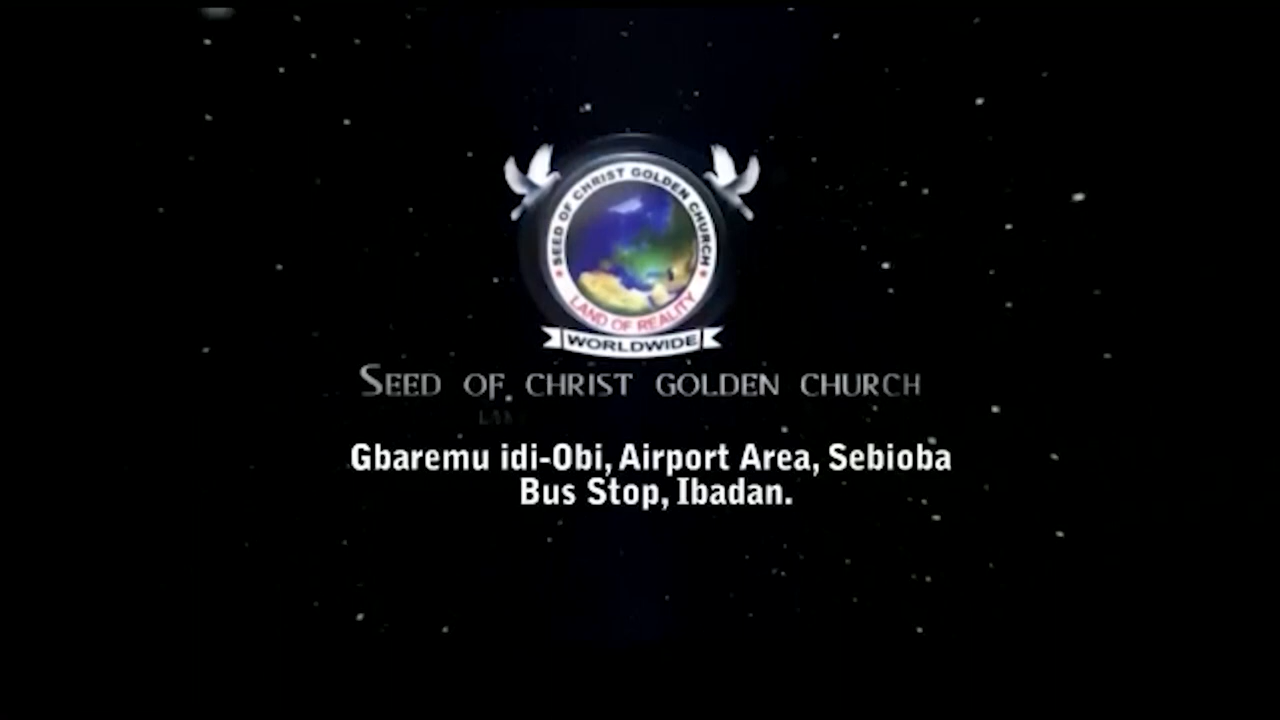 SEED OF CHRIST GOLDEN CHURCH
LAND OF REALITY
WORLDWIDE
SEED OF CHRIST GOLDEN CHURCH
Gbaremu idi-Obi, Airport Area, Sebioba
Bus Stop, Ibadan.